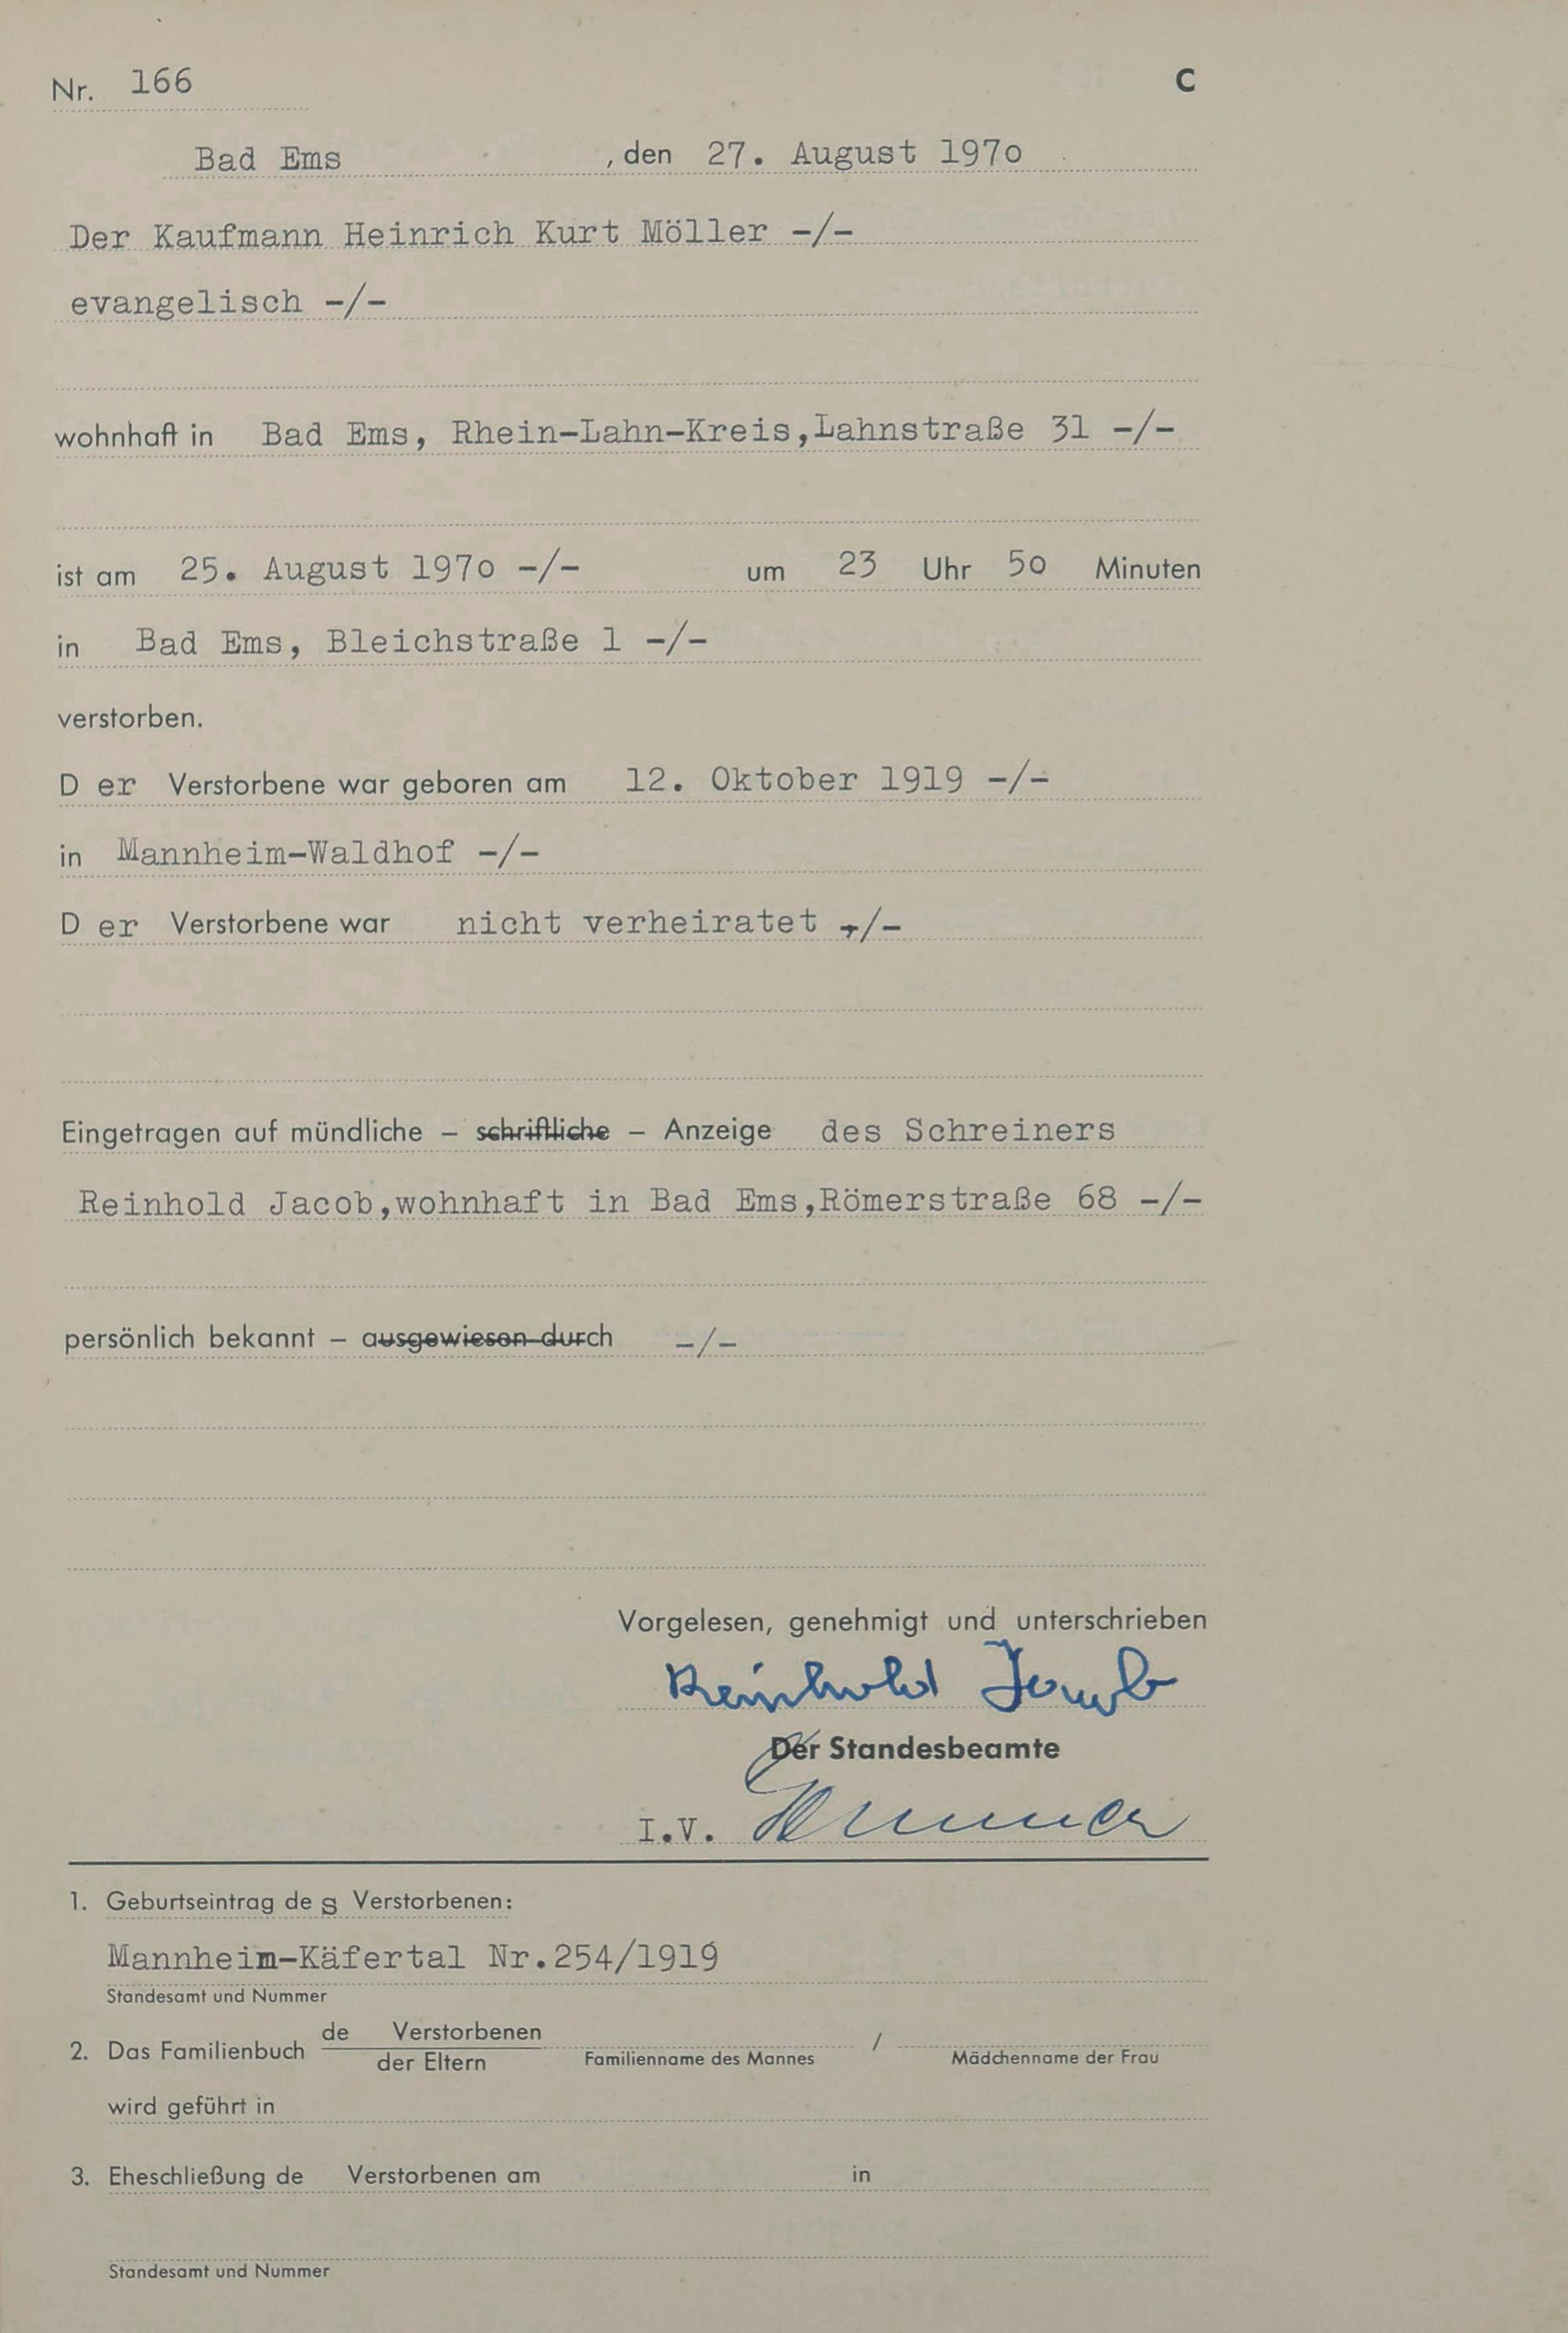 Nr. 166 C
Bad Ems , den 27. August 1970
Der Kaufmann Heinrich Kurt Möller -/-
evangelisch -/-
wohnhaft in Bad Ems, Rhein-Lahn-Kreis,Lahnstraße 31 -/-
ist am 25. August 1970 -/- um 23 Uhr 50 Minuten
in Bad Ems, Bleichstraße 1 -/-
verstorben.
D er Verstorbene war geboren am 12. Oktober 1919 -/-
in Mannheim-Waldhof -/-
D er Verstorbene war nicht verheiratet -/-
Eingetragen auf mündliche – schriftliche – Anzeige des Schreiners
Reinhold Jacob,wohnhaft in Bad Ems,Römerstraße 68 -/-
persönlich bekannt – ausgewiesen durch -/-
Vorgelesen, genehmigt und unterschrieben
Reinhold Jacob
Der Standesbeamte
I.V.
1. Geburtseintrag de s Verstorbenen:
Mannheim-Käfertal Nr.254/1919
Standesamt und Nummer
2. Das Familienbuch de Verstorbenen
der Eltern Familienname des Mannes / Mädchenname der Frau
wird geführt in
3. Eheschließung de Verstorbenen am in
Standesamt und Nummer